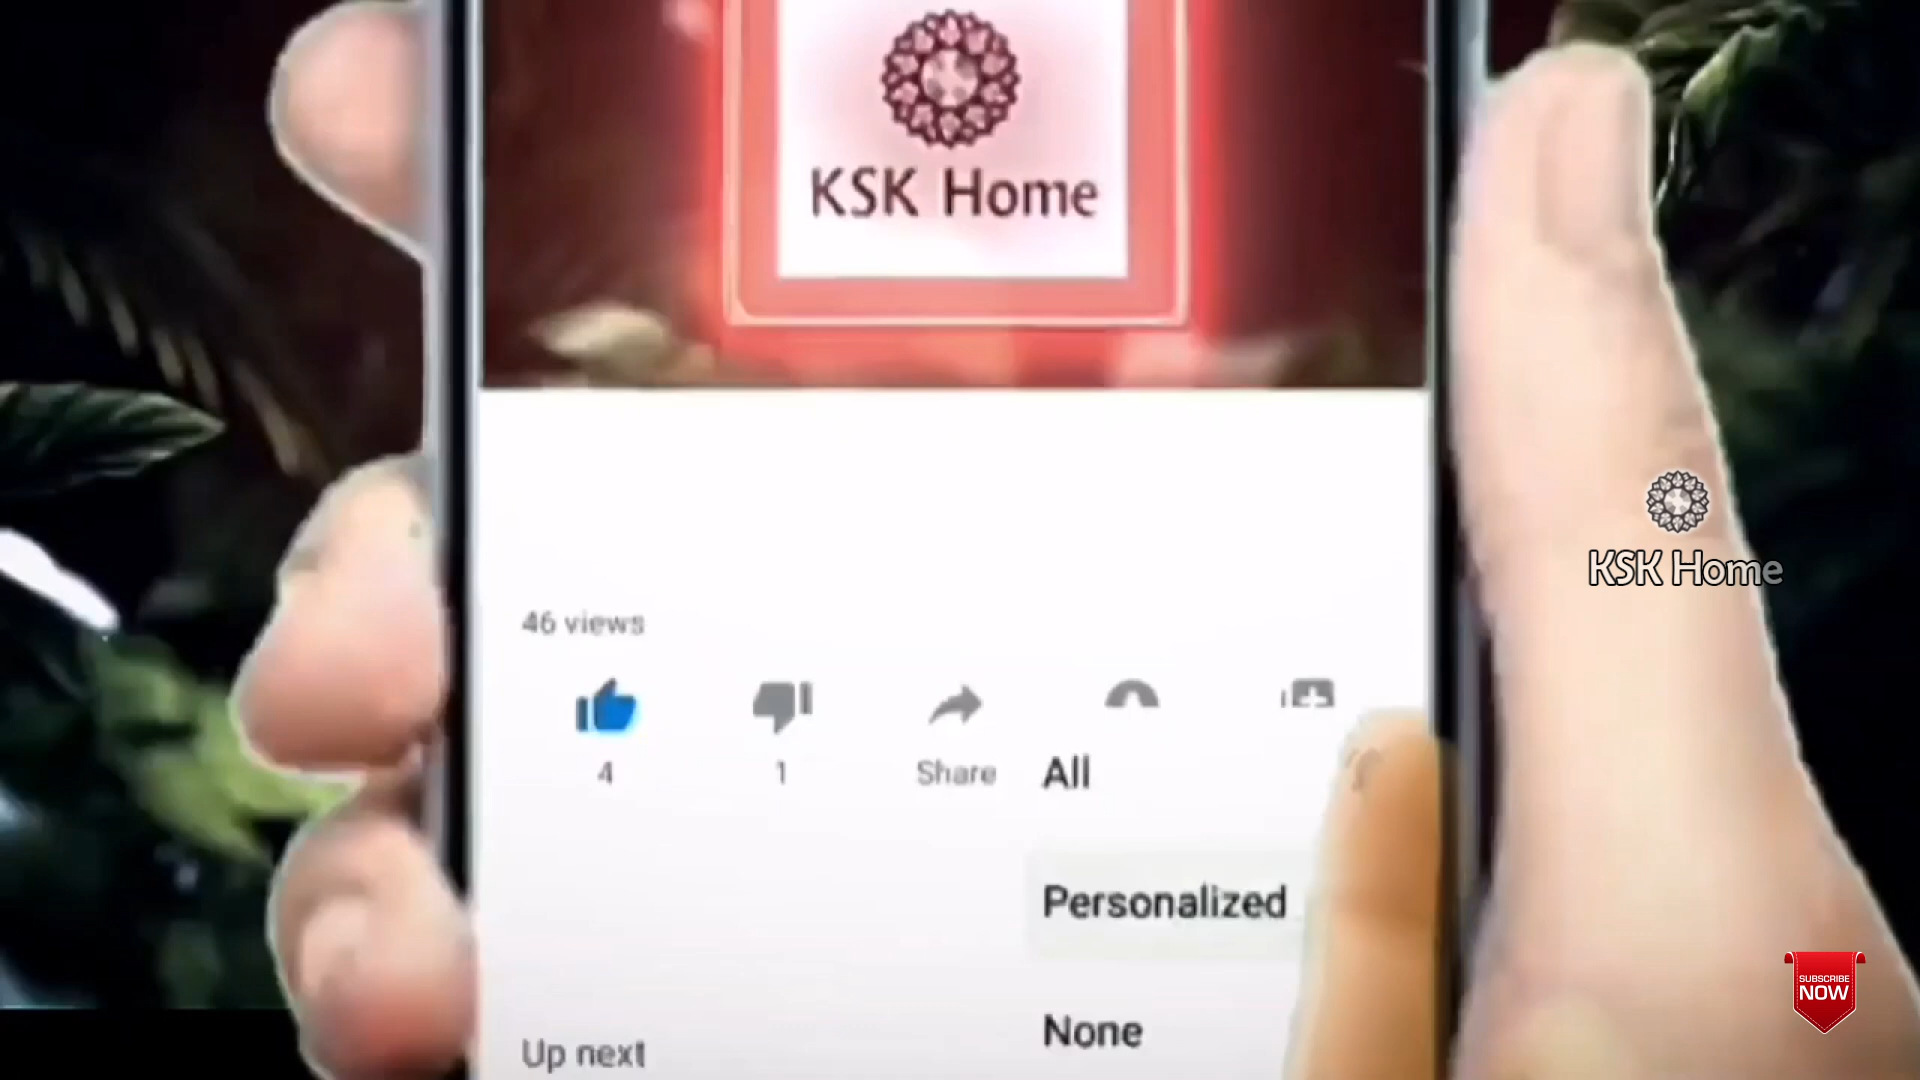 KSK Home
46 views
4
1
Share
All
Personalized
None
Up next
KSK Home
SUBSCRIBE
NOW